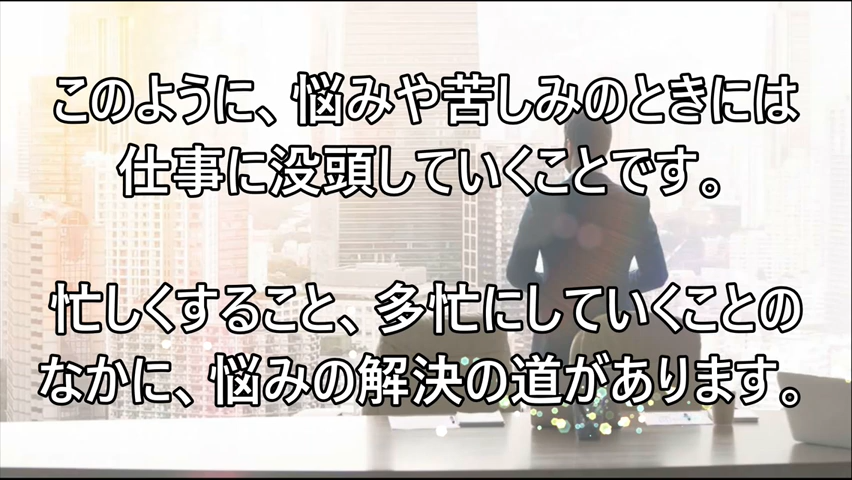 このように、悩みや苦しみのときには
仕事に没頭していくことです。
忙しくすること、多忙にしていくことの
なかに、悩みの解決の道があります。